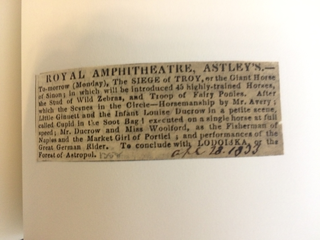 ROYAL AMPHITHEATRE, ASTLEY'S.—
To-morrow (Monday), The SIEGE of TROY, or the Giant Horse
of Sinon; in which will be introduced 45 highly-trained Horses,
the Stud of Wild Zebras, and Troop of Fairy Ponies. After
which the Scenes in the Circle—Horsemanship by Mr. Avery;
Little Ginnett and the Infant Louise Ducrow in a petite scene,
called Cupid in the Soot Bag! executed on a single horse at full
speed; Mr. Ducrow and Miss Woolford, as the Fisherman of
Naples and the Market Girl of Portici; and performances of the
Great German Rider. To conclude with LODOISKA, or the
Forest of Astropol.
28 1833